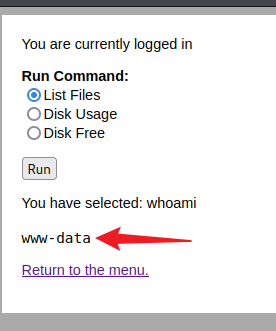 You are currently logged in
Run Command:
List Files
Disk Usage
Disk Free
Run
You have selected: whoami
www-data
Return to the menu.